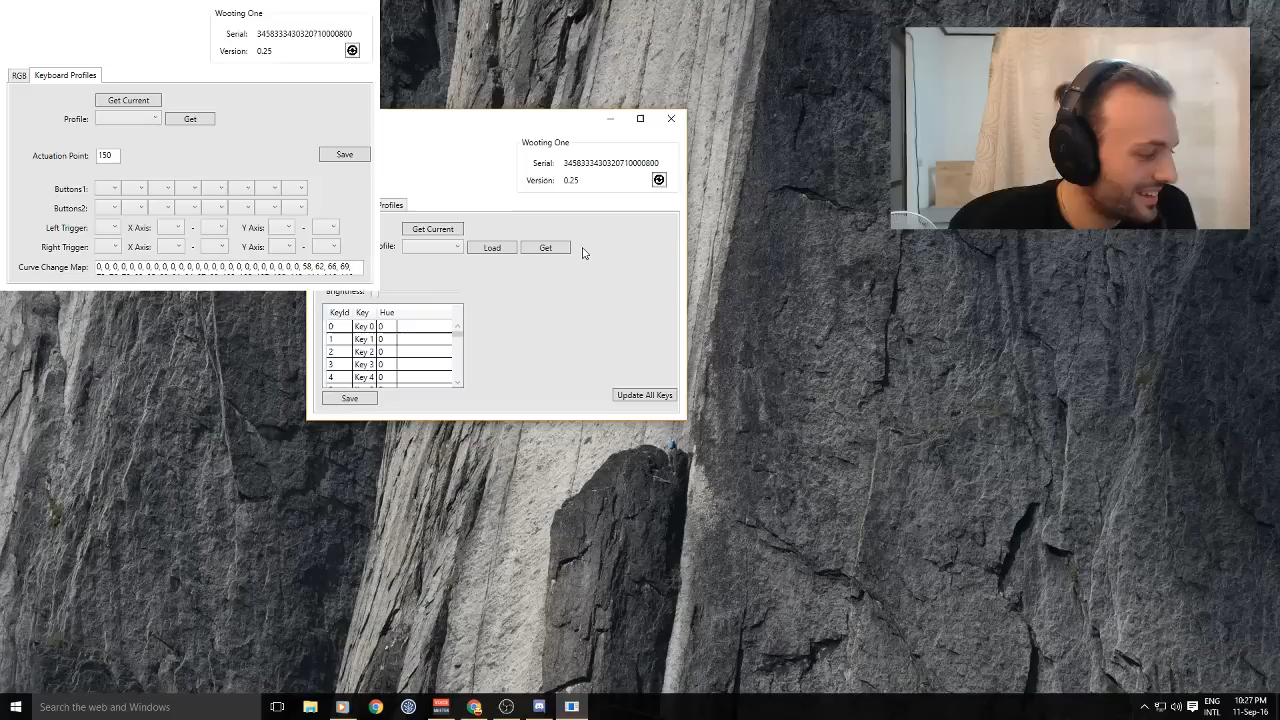 Wooting One
Serial: 3458333430320710000800
Version: 0.25
RGB Keyboard Profiles
Get Current
Profile: Get
Actuation Point: 150 Save
Buttons1:
Buttons2:
Left Trigger: X Axis: - Y Axis: -
Right Trigger: X Axis: - Y Axis: -
Curve Change Map: 0, 0, 0, 0, 0, 0, 0, 0, 0, 0, 0, 0, 0, 0, 0, 0, 0, 0, 0, 0, 0, 0, 0, 0, 58, 62, 66, 69,
Wooting One
Serial: 3458333430320710000800
Version: 0.25
Profiles
Get Current
ofile: Load Get
Brightness:
KeyId Key Hue
0 Key 0 0
1 Key 1 0
2 Key 2 0
3 Key 3 0
4 Key 4 0
Save Update All Keys
Search the web and Windows
VOICE
MEETER
ENG
INTL
10:27 PM
11-Sep-16